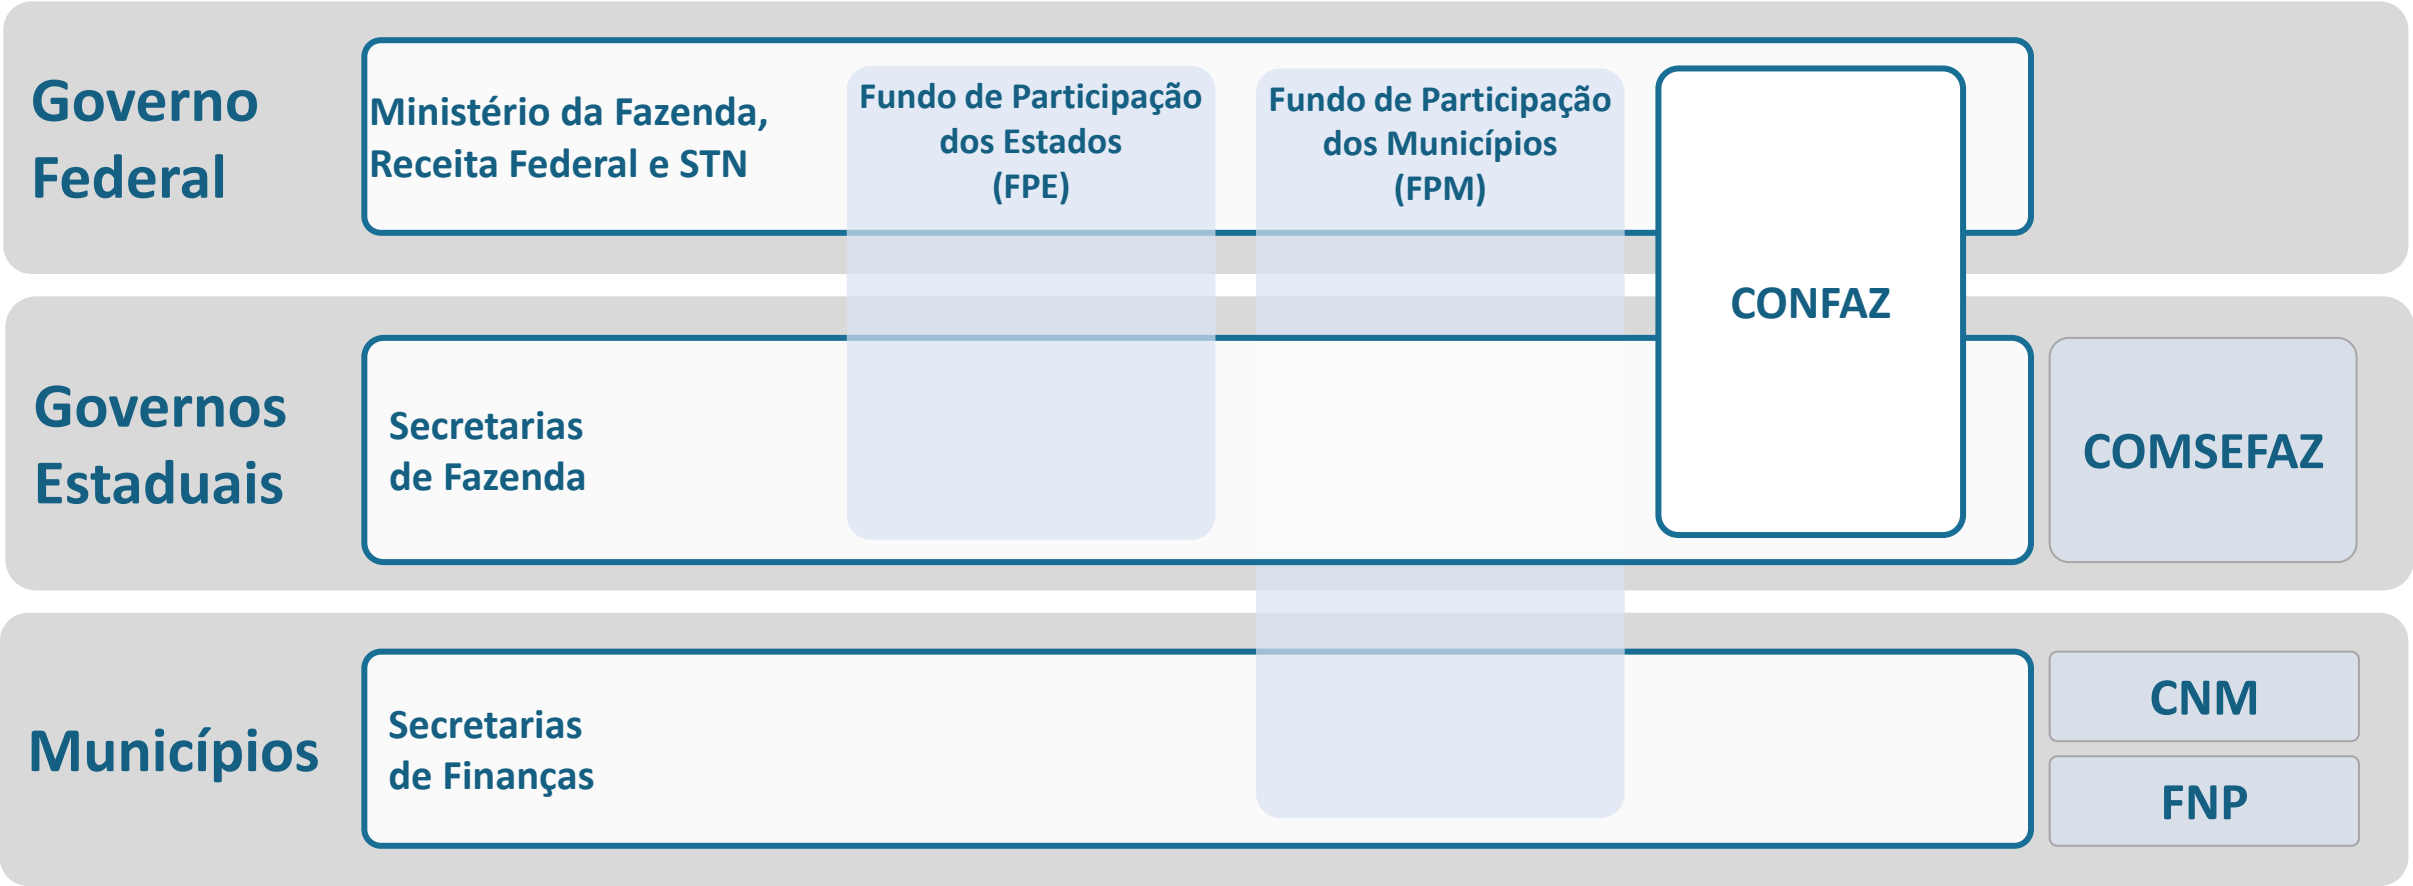 Governo
Federal
Ministério da Fazenda,
Receita Federal e STN
Fundo de Participação
dos Estados
(FPE)
Fundo de Participação
dos Municípios
(FPM)
CONFAZ
Governos
Estaduais
Secretarias
de Fazenda
COMSEFAZ
Municípios
Secretarias
de Finanças
CNM
FNP